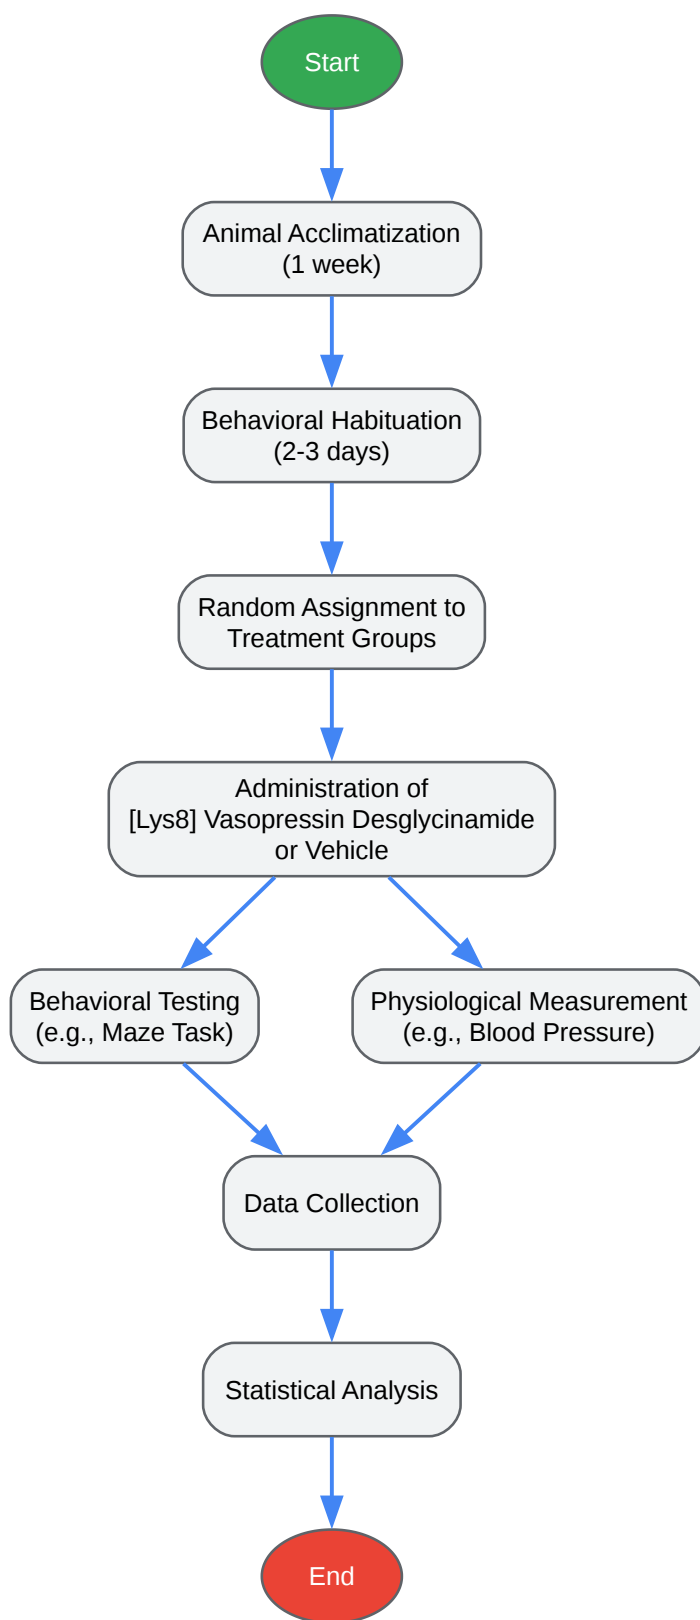 Start
Animal Acclimatization
(1 week)
Behavioral Habituation
(2-3 days)
Random Assignment to
Treatment Groups
Administration of
[Lys8] Vasopressin Desglycinamide
or Vehicle
Behavioral Testing
(e.g., Maze Task)
Physiological Measurement
(e.g., Blood Pressure)
Data Collection
Statistical Analysis
End